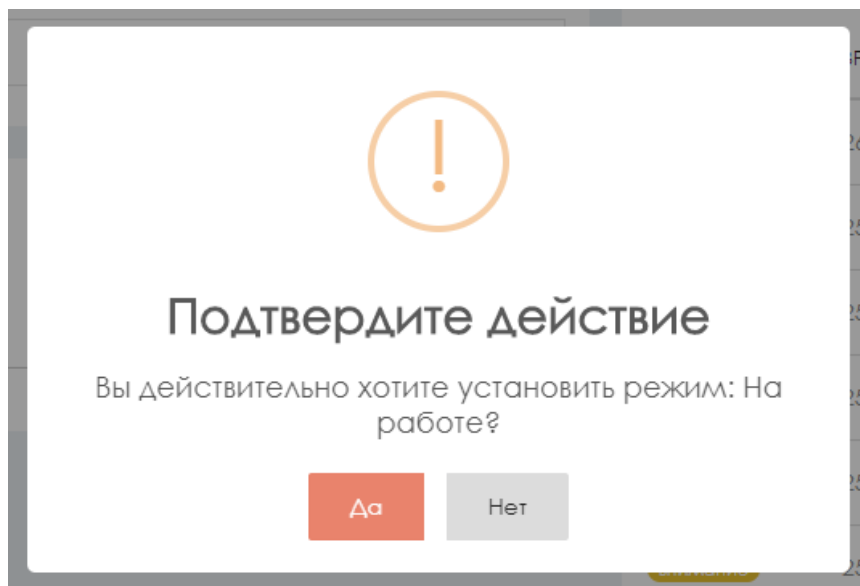 Подтвердите действие
Вы действительно хотите установить режим: На
работе?
Да
Нет